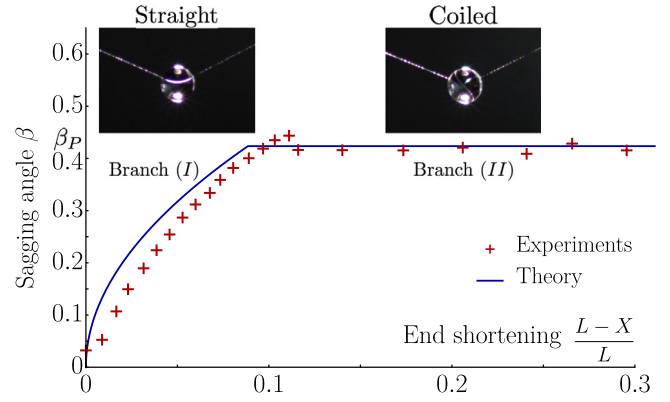 Straight
Coiled
0.6
0.5
β_P
0.4
0.3
0.2
0.1
0
Sagging angle β
Branch (I)
Branch (II)
Experiments
Theory
End shortening \frac{L − X}{L}
0
0.1
0.2
0.3